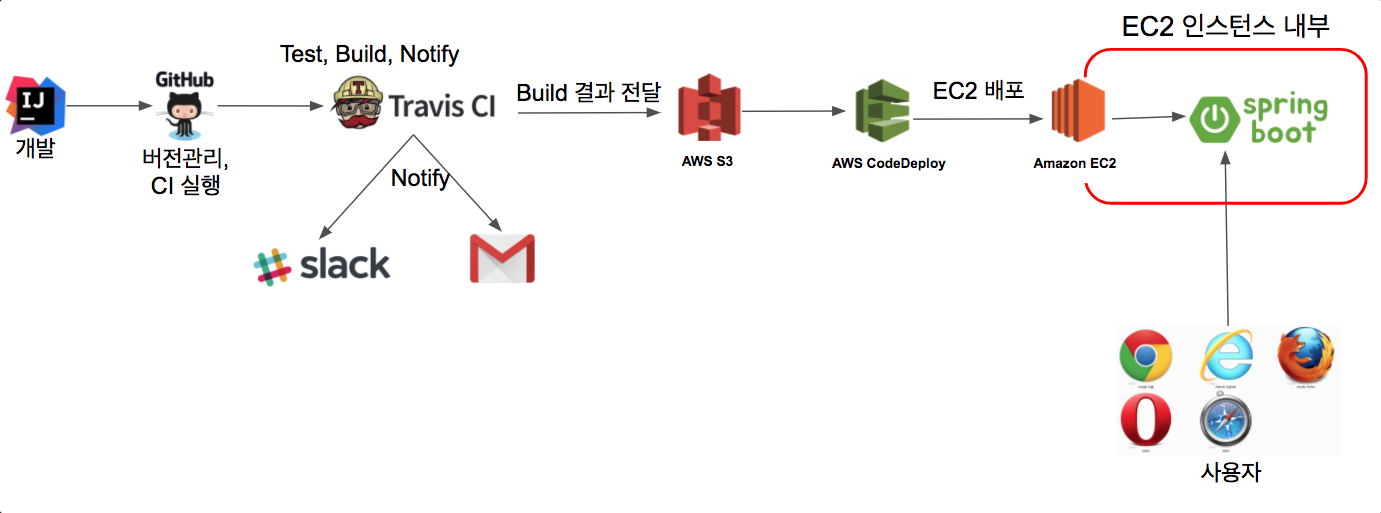 EC2 인스턴스 내부
Test, Build, Notify
GitHub
IJ
Travis CI
T
Build 결과 전달
EC2 배포
spring
boot
개발
버전관리,
CI 실행
AWS S3
AWS CodeDeploy
Amazon EC2
Notify
slack
사용자